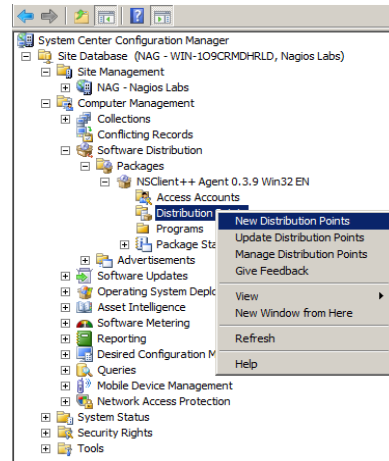 System Center Configuration Manager
Site Database (NAG - WIN-1O9CRMDHRLD, Nagios Labs)
Site Management
NAG - Nagios Labs
Computer Management
Collections
Conflicting Records
Software Distribution
Packages
NSClient++ Agent 0.3.9 Win32 EN
Access Accounts
Distribution
Programs
Package Sta
Advertisements
Software Updates
Operating System Deplo
Asset Intelligence
Software Metering
Reporting
Desired Configuration M
Queries
Mobile Device Management
Network Access Protection
System Status
Security Rights
Tools
New Distribution Points
Update Distribution Points
Manage Distribution Points
Give Feedback
View
New Window from Here
Refresh
Help